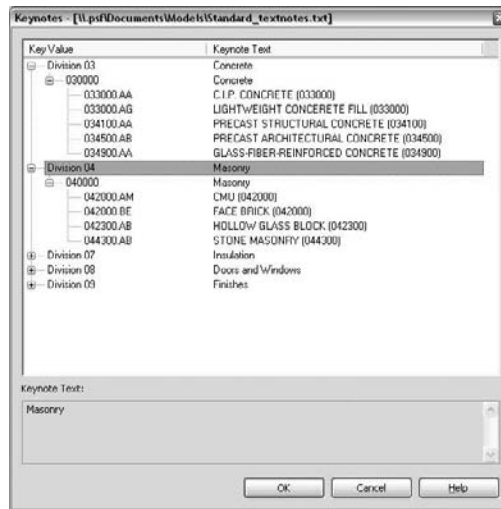 Keynotes - [\\.psf\Documents\Models\Standard_textnotes.txt]
Key Value Keynote Text
Division 03 Concrete
030000 Concrete
033000.AA C.I.P. CONCRETE (033000)
033000.AG LIGHTWEIGHT CONCERETE FILL (033000)
034100.AA PRECAST STRUCTURAL CONCRETE (034100)
034500.AB PRECAST ARCHITECTURAL CONCRETE (034500)
034900.AA GLASS-FIBER-REINFORCED CONCRETE (034900)
Division 04 Masonry
040000 Masonry
042000.AM CMU (042000)
042000.BE FACE BRICK (042000)
042300.AB HOLLOW GLASS BLOCK (042300)
044300.AB STONE MASONRY (044300)
Division 07 Insulation
Division 08 Doors and Windows
Division 09 Finishes
Keynote Text:
Masonry
OK Cancel Help